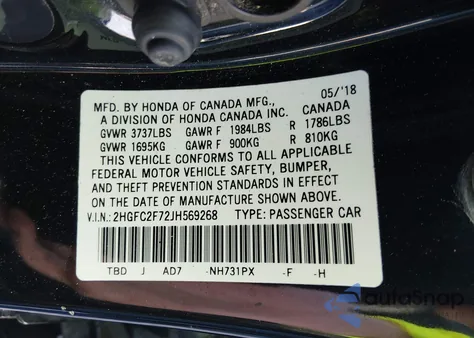 MFD. BY HONDA OF CANADA MFG., 05/'18
A DIVISION OF HONDA CANADA INC. CANADA
GVWR 3737LBS GAWR F 1984LBS R 1786LBS
GVWR 1695KG GAWR F 900KG R 810KG
THIS VEHICLE CONFORMS TO ALL APPLICABLE
FEDERAL MOTOR VEHICLE SAFETY, BUMPER,
AND THEFT PREVENTION STANDARDS IN EFFECT
ON THE DATE OF MANUFACTURE SHOWN ABOVE.
V.I.N.: 2HGFC2F72JH569268 TYPE: PASSENGER CAR
TBD J AD7 -NH731PX -F -H
AutoSnap